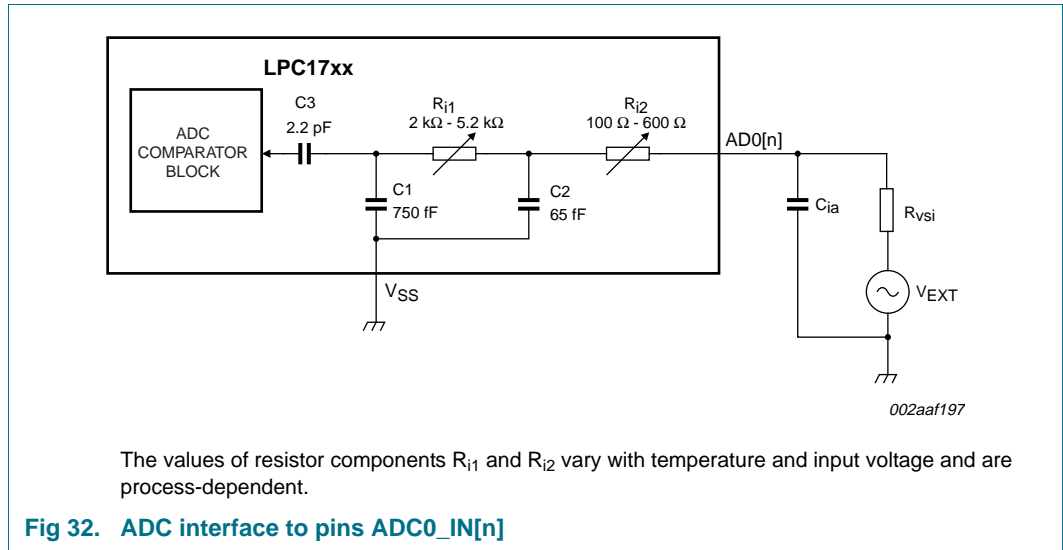 LPC17xx
ADC
COMPARATOR
BLOCK
C3
2.2 pF
Ri1
2 kΩ - 5.2 kΩ
Ri2
100 Ω - 600 Ω
AD0[n]
C1
750 fF
C2
65 fF
Cia
Rvsi
VEXT
VSS
002aaf197
The values of resistor components Ri1 and Ri2 vary with temperature and input voltage and are
process-dependent.
Fig 32. ADC interface to pins ADC0_IN[n]